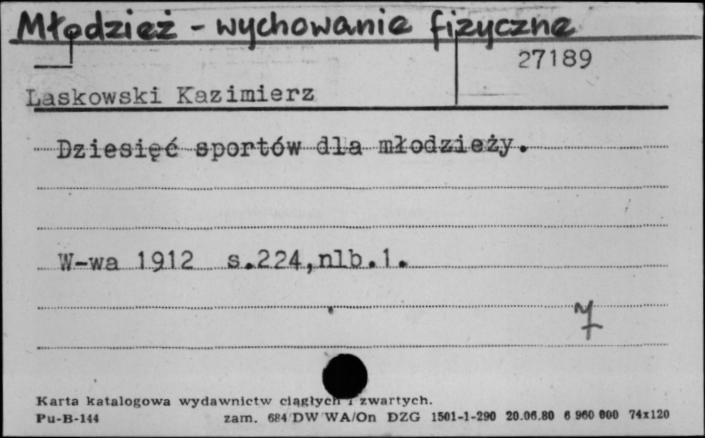 Młodzież - wychowanie fizyczne
27189
Laskowski Kazimierz
Dziesięć sportów dla młodzieży.
W-wa 1912 s.224,nlb.1.
7
Karta katalogowa wydawnictw ciągłych i zwartych.
Pu-B-144 zam. 684/DW WA/On DZG 1501-1-290 20.06.80 6 960 000 74x120